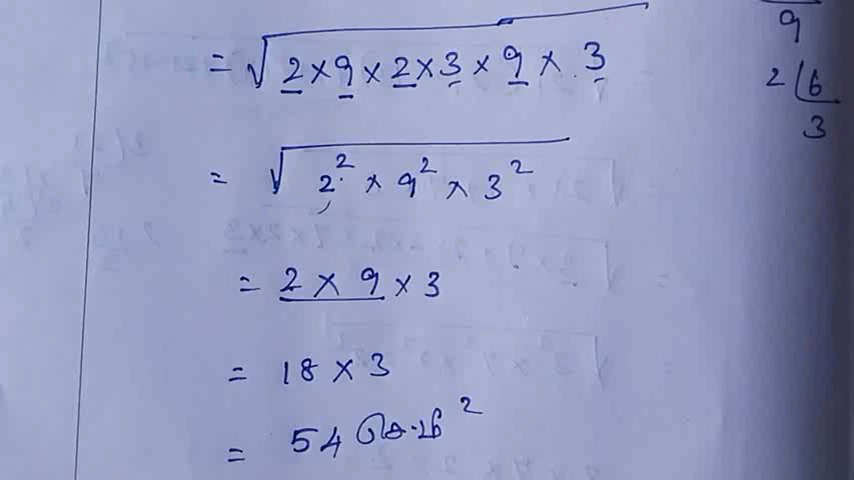 = √2 × 9 × 2 × 3 × 9 × 3
= √2² × 9² × 3²
= 2 × 9 × 3
= 18 × 3
= 54 செ.மீ²
9
2 6
3